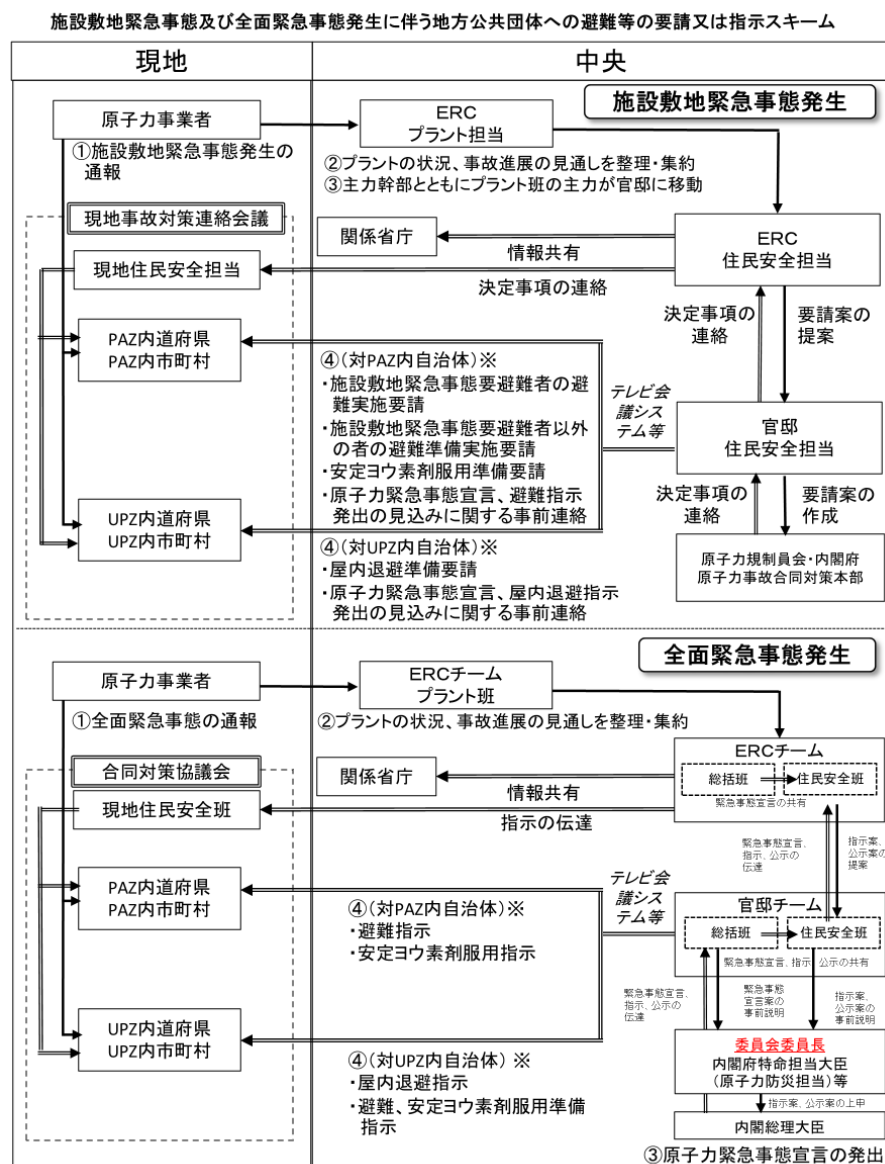 施設敷地緊急事態及び全面緊急事態発生に伴う地方公共団体への避難等の要請又は指示スキーム
現地
中央
施設敷地緊急事態発生
原子力事業者
ERC
プラント担当
①施設敷地緊急事態発生の
通報
②プラントの状況、事故進展の見通しを整理・集約
③主力幹部とともにプラント班の主力が官邸に移動
現地事故対策連絡会議
関係省庁
情報共有
ERC
住民安全担当
現地住民安全担当
決定事項の連絡
決定事項の
連絡
要請案の
提案
PAZ内道府県
PAZ内市町村
④(対PAZ内自治体)※
・施設敷地緊急事態要避難者の避
難実施要請
・施設敷地緊急事態要避難者以外
の者の避難準備実施要請
・安定ヨウ素剤服用準備要請
・原子力緊急事態宣言、避難指示
発出の見込みに関する事前連絡
テレビ会
議シス
テム等
官邸
住民安全担当
決定事項の
連絡
要請案の
作成
UPZ内道府県
UPZ内市町村
④(対UPZ内自治体)※
・屋内退避準備要請
・原子力緊急事態宣言、屋内退避指示
発出の見込みに関する事前連絡
原子力規制員会・内閣府
原子力事故合同対策本部
全面緊急事態発生
原子力事業者
ERCチーム
プラント班
①全面緊急事態の通報
②プラントの状況、事故進展の見通しを整理・集約
合同対策協議会
関係省庁
情報共有
ERCチーム
総括班
住民安全班
緊急事態宣言の共有
現地住民安全班
指示の伝達
緊急事態宣言、
指示、公示の
伝達
指示案、
公示案の
提案
PAZ内道府県
PAZ内市町村
④(対PAZ内自治体)※
・避難指示
・安定ヨウ素剤服用指示
テレビ会
議シス
テム等
官邸チーム
総括班
住民安全班
緊急事態宣言、指示、公示の共有
緊急事態宣言、
指示、公示の
伝達
緊急事態
宣言案の
事前説明
指示案、
公示案の
事前説明
UPZ内道府県
UPZ内市町村
④(対UPZ内自治体)※
・屋内退避指示
・避難、安定ヨウ素剤服用準備
指示
委員会委員長
内閣府特命担当大臣
(原子力防災担当)等
指示案、公示案の上申
内閣総理大臣
③原子力緊急事態宣言の発出